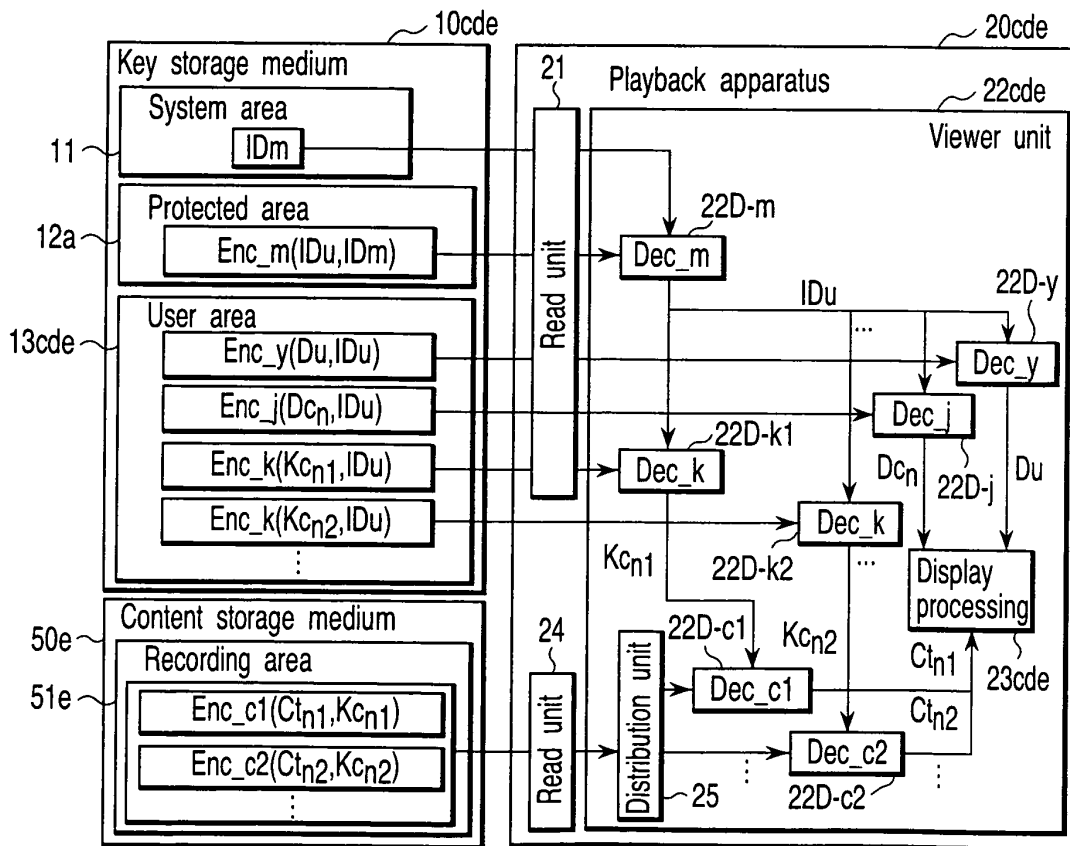 10cde
20cde
Key storage medium
System area
IDm
11
Protected area
12a
Enc_m(IDu,IDm)
User area
13cde
Enc_y(Du,IDu)
Enc_j(Dcn,IDu)
Enc_k(Kcn1,IDu)
Enc_k(Kcn2,IDu)
⋮
Content storage medium
50e
Recording area
51e
Enc_c1(Ctn1,Kcn1)
Enc_c2(Ctn2,Kcn2)
⋮
21
Playback apparatus
22cde
Viewer unit
Read unit
22D-m
Dec_m
IDu
22D-y
...
Dec_y
Dec_j
22D-k1
Dec_k
Dcn
22D-j
Du
Dec_k
Kcn1
22D-k2
...
Display
processing
24
22D-c1
Kcn2
Ctn1
23cde
Read unit
Distribution unit
Dec_c1
Ctn2
Dec_c2
⋮
⋮
25
22D-c2